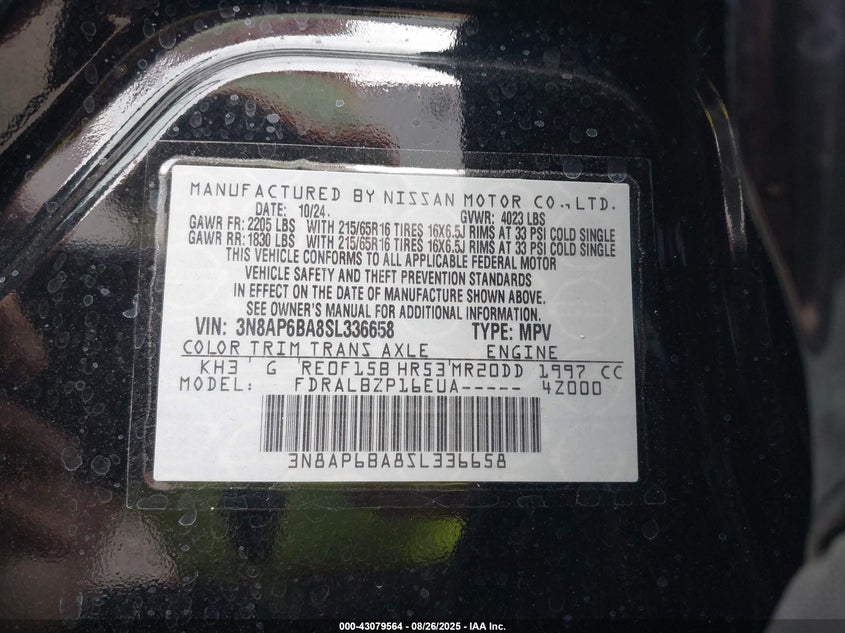 MANUFACTURED BY NISSAN MOTOR CO.,LTD.
DATE: 10/24. GVWR: 4023 LBS
GAWR FR: 2205 LBS WITH 215/65R16 TIRES 16X6.5J RIMS AT 33 PSI COLD SINGLE
GAWR RR: 1830 LBS WITH 215/65R16 TIRES 16X6.5J RIMS AT 33 PSI COLD SINGLE
THIS VEHICLE CONFORMS TO ALL APPLICABLE FEDERAL MOTOR
VEHICLE SAFETY AND THEFT PREVENTION STANDARDS
IN EFFECT ON THE DATE OF MANUFACTURE SHOWN ABOVE.
SEE OWNER'S MANUAL FOR ADDITIONAL INFORMATION.
VIN: 3N8AP6BA8SL336658 TYPE: MPV
COLOR TRIM TRANS AXLE ENGINE
KH3 G RE0F15B HR53 MR20DD 1997 CC
MODEL: FDRALBZP16EUA----- 4Z000
3N8AP6BA8SL336658
000-43079564 | 08/26/2025 | IAA Inc.